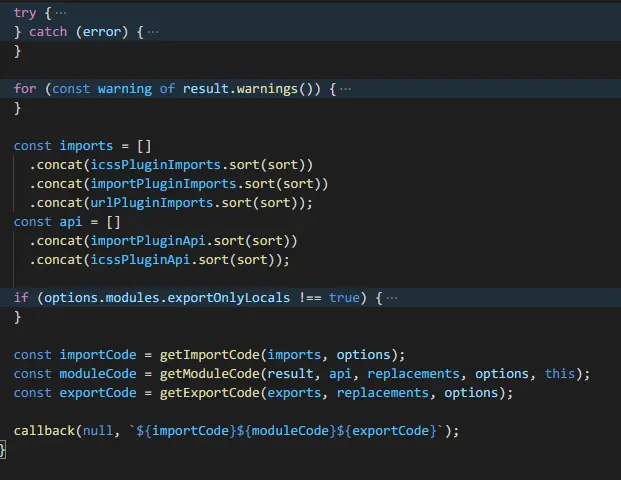 try {···
} catch (error) {···
}
for (const warning of result.warnings()) {···
}
const imports = []
  .concat(icssPluginImports.sort(sort))
  .concat(importPluginImports.sort(sort))
  .concat(urlPluginImports.sort(sort));
const api = []
  .concat(importPluginApi.sort(sort))
  .concat(icssPluginApi.sort(sort));
if (options.modules.exportOnlyLocals !== true) {···
}
const importCode = getImportCode(imports, options);
const moduleCode = getModuleCode(result, api, replacements, options, this);
const exportCode = getExportCode(exports, replacements, options);
callback(null, `${importCode}${moduleCode}${exportCode}`);
}